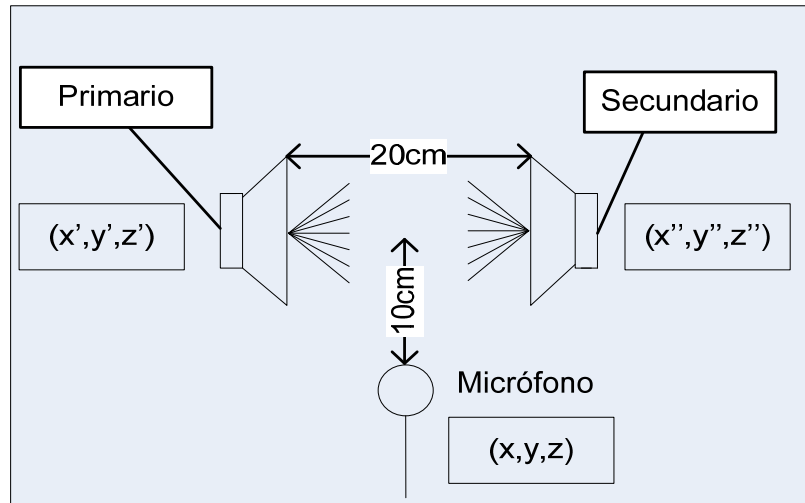 Primario
Secundario
20cm
(x’,y’,z’)
(x’’,y’’,z’’)
10cm
Micrófono
(x,y,z)